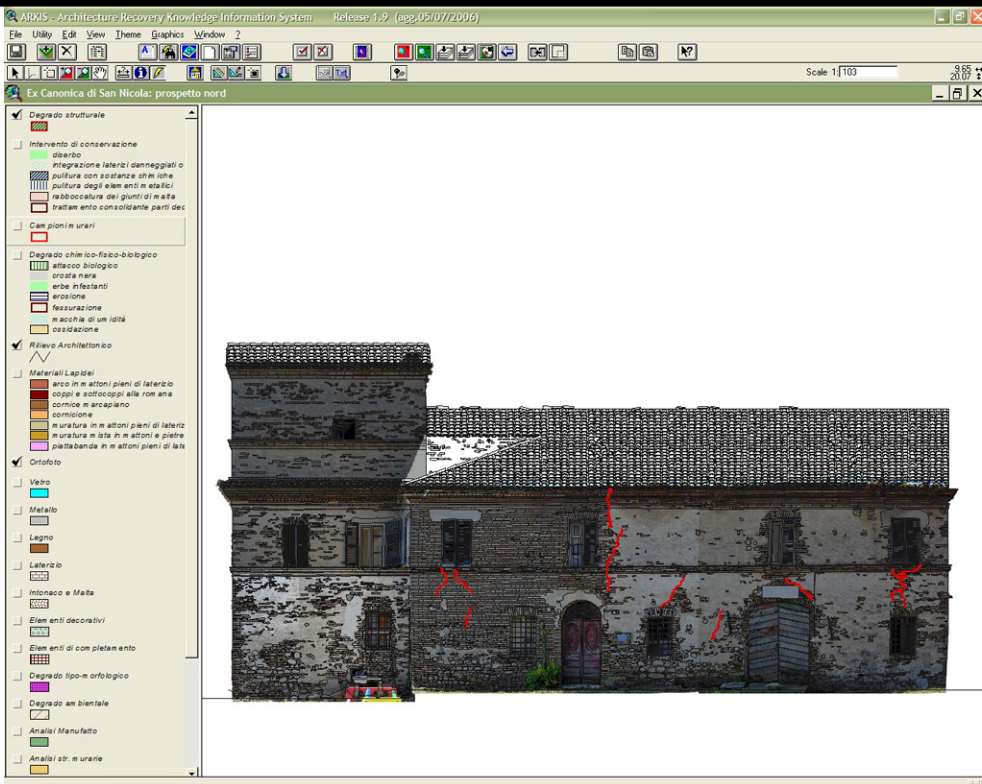 ARKIS - Architecture Recovery Knowledge Information System Release 1.9 (agg.05/07/2006)
File Utility Edit View Theme Graphics Window ?
Txt
Scale 1: 103
9.65
20.07
Ex Canonica di San Nicola: prospetto nord
Degrado strutturale
Intervento di conservazione
diserbo
integrazione laterizi danneggiati o
pulitura con sostanze chimiche
pulitura degli elementi metallici
rabboccatura dei giunti di malta
trattamento consolidante parti dec
Campioni murari
Degrado chimico-fisico-biologico
attacco biologico
crosta nera
erbe infestanti
erosione
fessurazione
macchia di umidità
ossidazione
Rilievo Architettonico
Materiali Lapidei
arco in mattoni pieni di laterizio
coppi e sottocoppi alla romana
cornice marcapiano
cornicione
muratura in mattoni pieni di lateriz
muratura mista in mattoni e pietre
piattabanda in mattoni pieni di late
Ortofoto
Vetro
Metallo
Legno
Laterizio
Intonaco e Malta
Elementi decorativi
Elementi di completamento
Degrado tipo-morfologico
Degrado ambientale
Analisi Manufatto
Analisi str. murarie